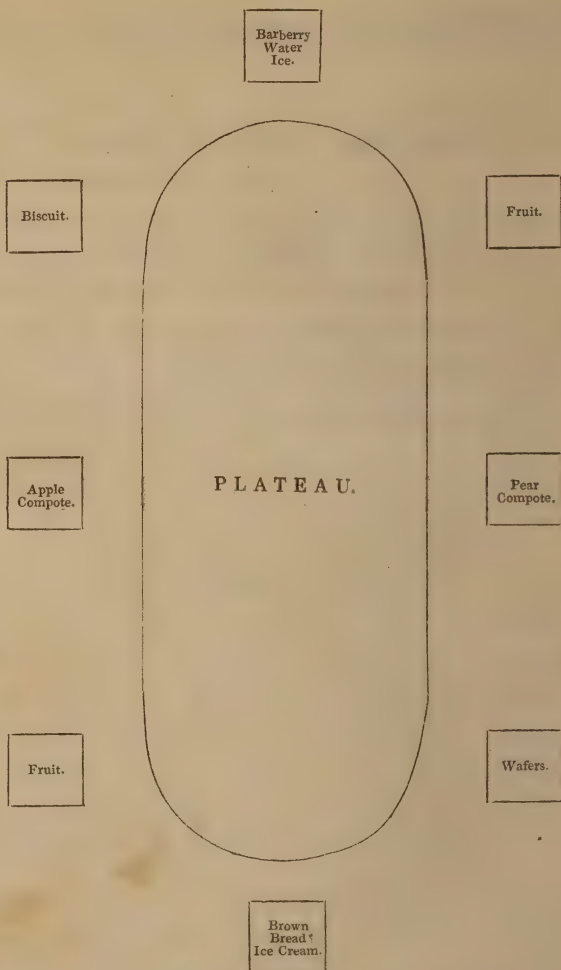 Barberry
Water
Ice.
Biscuit.
Fruit.
Apple
Compote.
PLATEAU.
Pear
Compote.
Fruit.
Wafers.
Brown
Bread
Ice Cream.